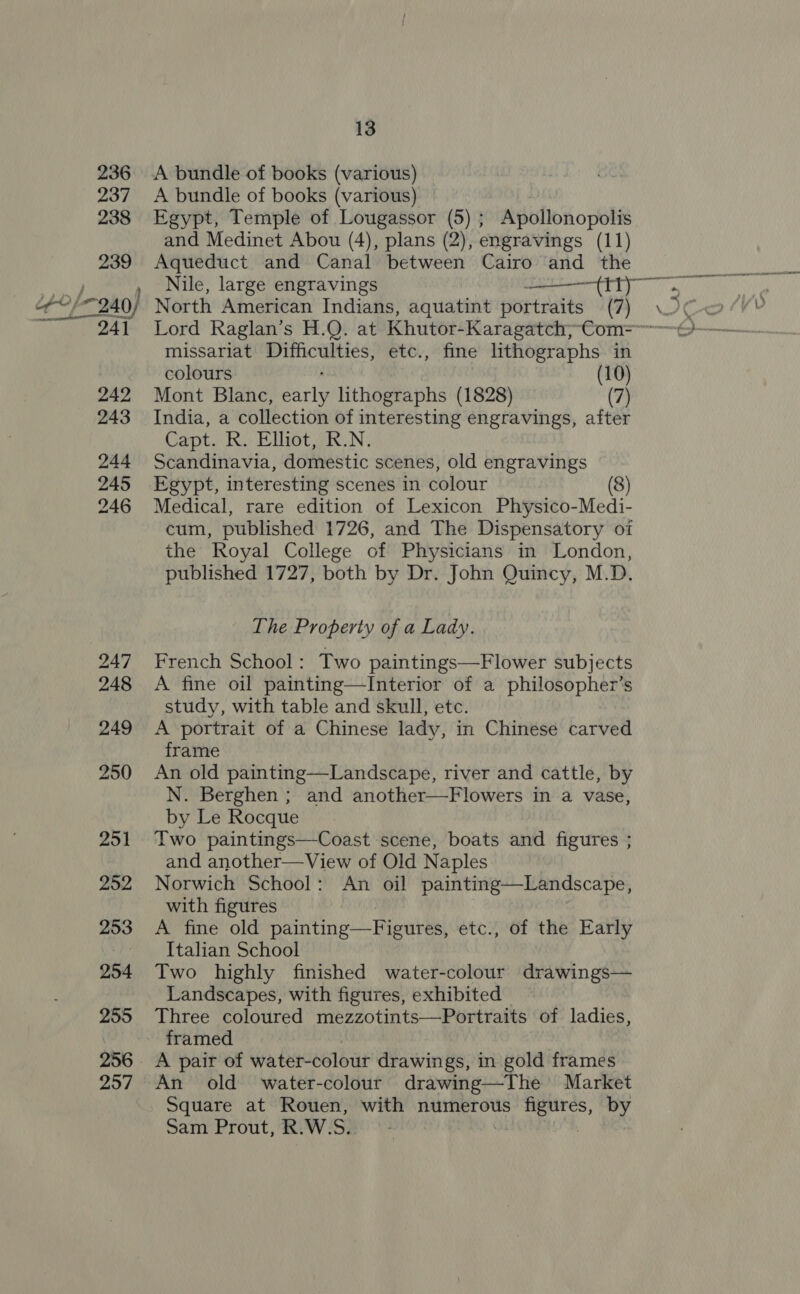 13
236 A bundle of books (various)
237 A bundle of books (various)
238 Egypt, Temple of Lougassor (5) ; Apollonopolis
and Medinet Abou (4), plans (2), engravings (11)
239 Aqueduct and Canal between Cairo and the
Nile, large engravings (11)
240 North American Indians, aquatint portraits (7)
241 Lord Raglan's H.Q. at Khutor-Karagatch, Com-
missariat Difficulties, etc., fine lithographs in
colours (10)
242 Mont Blanc, early lithographs (1828) (7)
243 India, a collection of interesting engravings, after
Capt. R. Elliot, R.N.
244 Scandinavia, domestic scenes, old engravings
245 Egypt, interesting scenes in colour (8)
246 Medical, rare edition of Lexicon Physico-Medi-
cum, published 1726, and The Dispensatory of
the Royal College of Physicians in London,
published 1727, both by Dr. John Quincy, M.D.
The Property of a Lady.
247 French School: Two paintings—Flower subjects
248 A fine oil painting—Interior of a philosopher's
study, with table and skull, etc.
249 A portrait of a Chinese lady, in Chinese carved
frame
250 An old painting—Landscape, river and cattle, by
N. Berghen ; and another—Flowers in a vase,
by Le Rocque
251 Two paintings—Coast scene, boats and figures ;
and another—View of Old Naples
252 Norwich School: An oil painting—Landscape,
with figures
253 A fine old painting—Figures, etc., of the Early
Italian School
254 Two highly finished water-colour drawings—
Landscapes, with figures, exhibited
255 Three coloured mezzotints—Portraits of ladies,
framed
256 A pair of water-colour drawings, in gold frames
257 An old water-colour drawing—The Market
Square at Rouen, with numerous figures, by
Sam Prout, R.W.S.